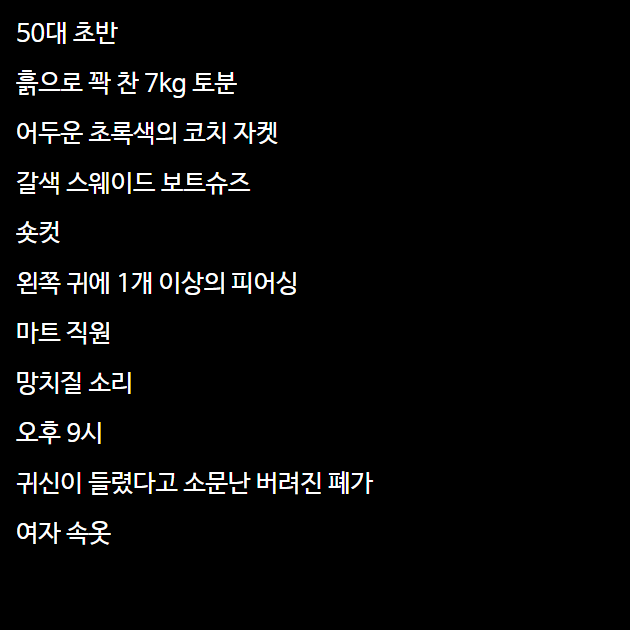 50대 초반
흙으로 꽉 찬 7kg 토분
어두운 초록색의 코치 자켓
갈색 스웨이드 보트슈즈
숏컷
왼쪽 귀에 1개 이상의 피어싱
마트 직원
망치질 소리
오후 9시
귀신이 들렸다고 소문난 버려진 폐가
여자 속옷